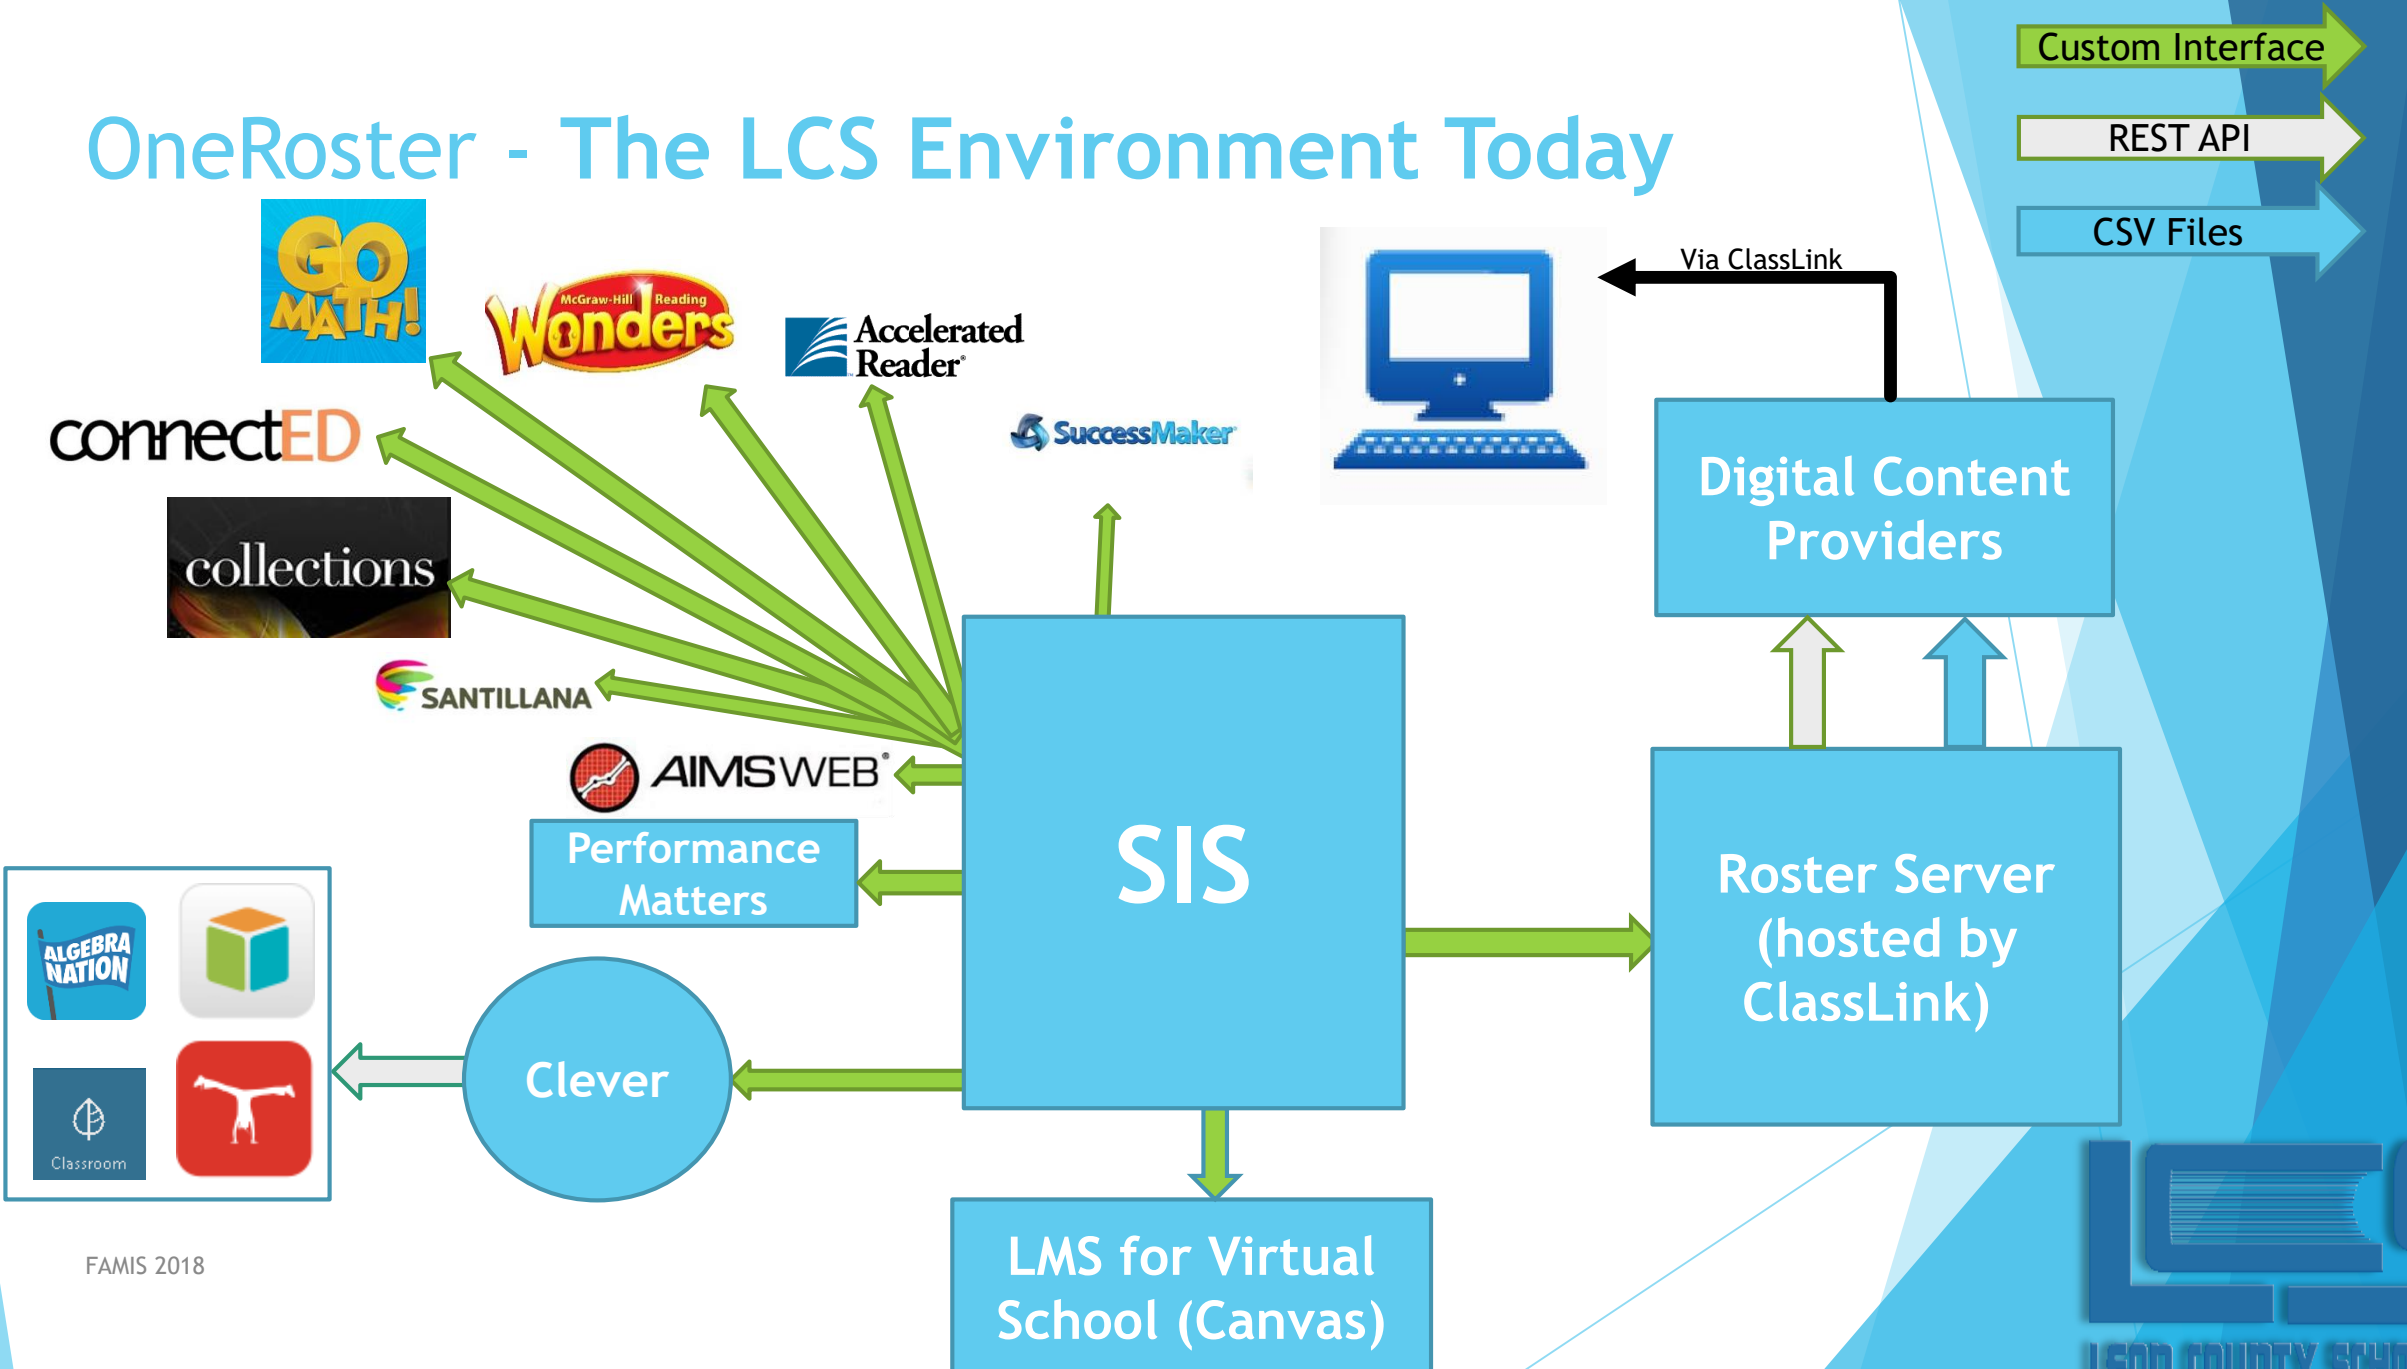 Custom Interface
REST API
CSV Files
OneRoster - The LCS Environment Today
GO
MATH!
McGraw-Hill Reading
Wonders
Accelerated
Reader
SuccessMaker
Via ClassLink
connectED
collections
SANTILLANA
AIMSWEB
Digital Content
Providers
Performance
Matters
SIS
Roster Server
(hosted by
ClassLink)
ALGEBRA
NATION
Classroom
Clever
LMS for Virtual
School (Canvas)
FAMIS 2018